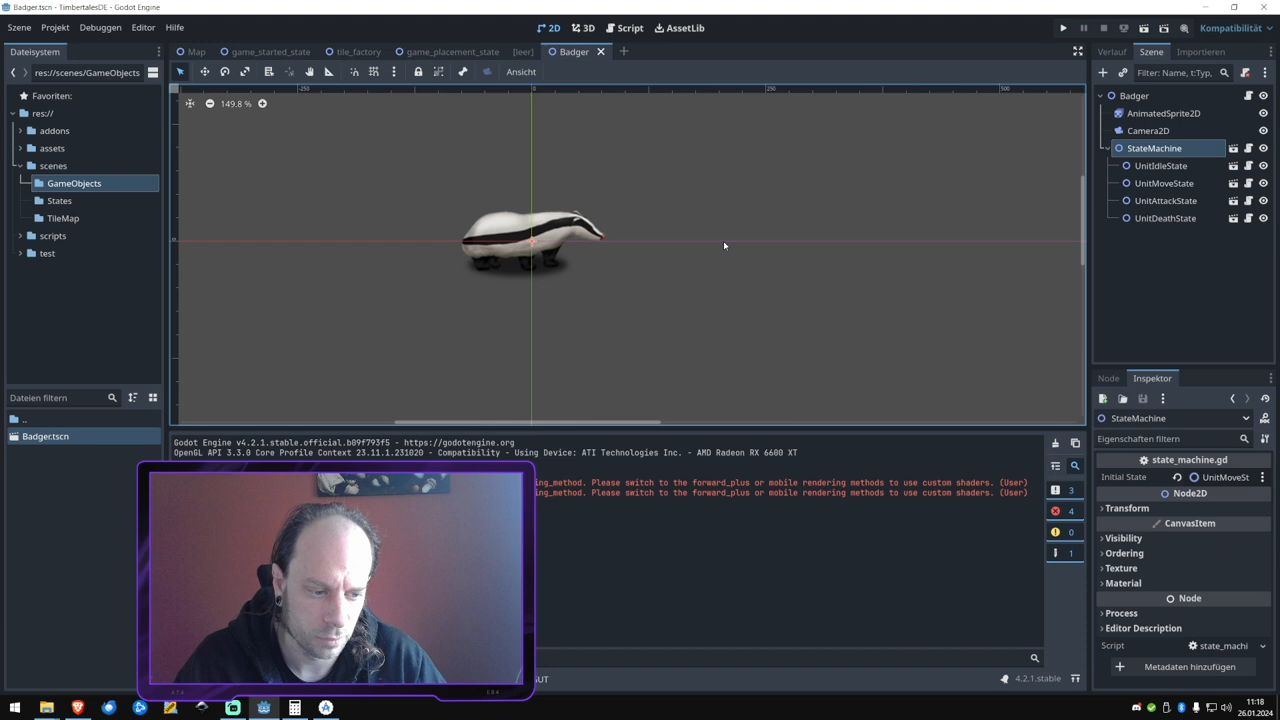 Badger.tscn - TimbertalesDE - Godot Engine
Szene Projekt Debuggen Editor Hilfe
2D 3D Script AssetLib
Kompatibilität
Dateisystem
Map game_started_state tile_factory game_placement_state [leer] Badger
Verlauf Szene Importieren
res://scenes/GameObjects
Ansicht
Filter: Name, t:Typ,
Favoriten:
res://
addons
assets
scenes
GameObjects
States
TileMap
scripts
test
-250 0 250 500
149.8 %
0
Badger
AnimatedSprite2D
Camera2D
StateMachine
UnitIdleState
UnitMoveState
UnitAttackState
UnitDeathState
Dateien filtern
..
Badger.tscn
Godot Engine v4.2.1.stable.official.b09f793f5 - https://godotengine.org
OpenGL API 3.3.0 Core Profile Context 23.11.1.231020 - Compatibility - Using Device: ATI Technologies Inc. - AMD Radeon RX 6600 XT
ing_method. Please switch to the forward_plus or mobile rendering methods to use custom shaders. (User)
ing_method. Please switch to the forward_plus or mobile rendering methods to use custom shaders. (User)
3
4
0
1
4.2.1.stable
Node Inspektor
StateMachine
Eigenschaften filtern
state_machine.gd
Initial State UnitMoveSt
Node2D
Transform
CanvasItem
Visibility
Ordering
Texture
Material
Node
Process
Editor Description
Script state_machi
Metadaten hinzufügen
11:18
26.01.2024